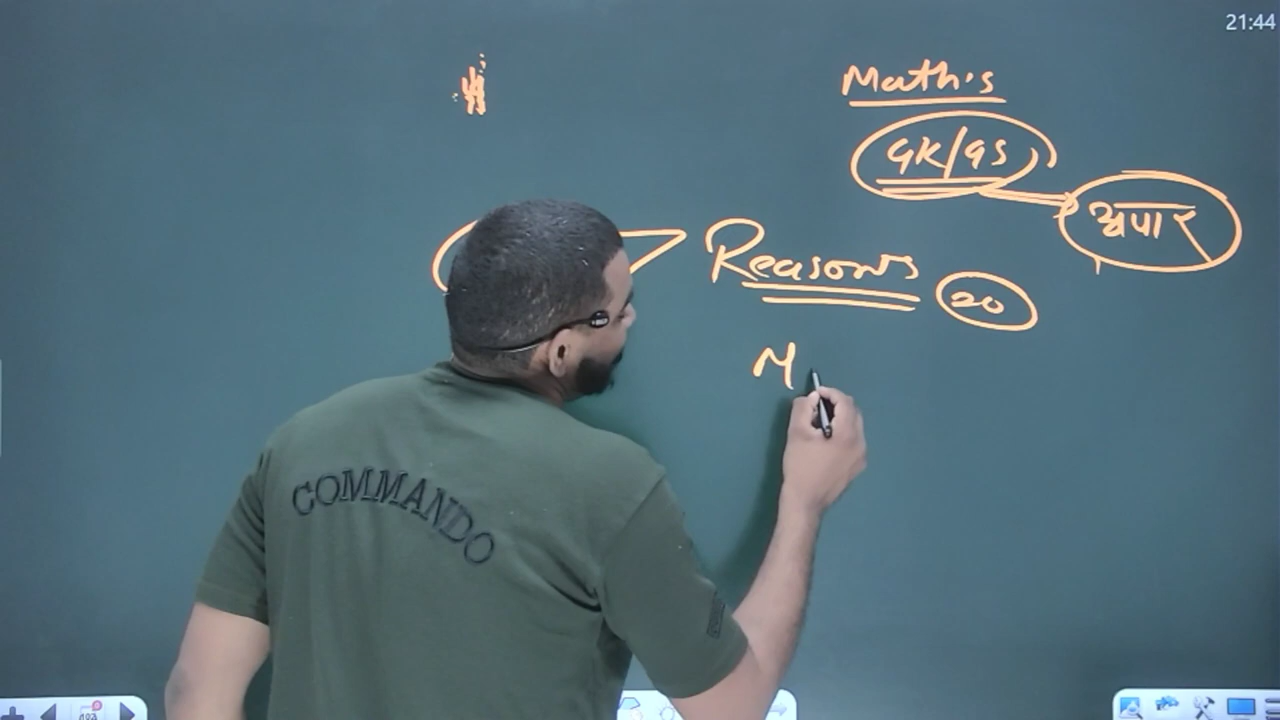 21:44
Math's
GK/GS
अपार
Reasons
20
M
COMMANDO